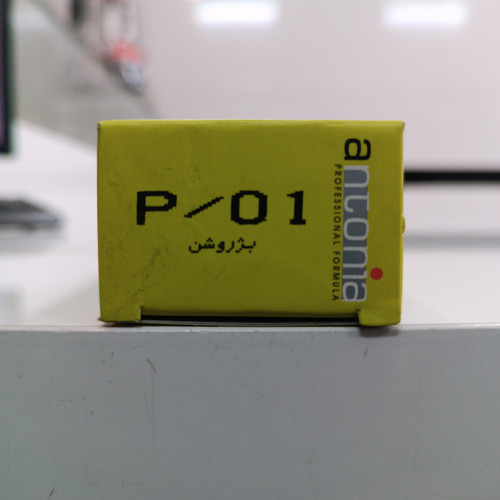 P/01
بژروشن
antonia
PROFESSIONAL FORMULA